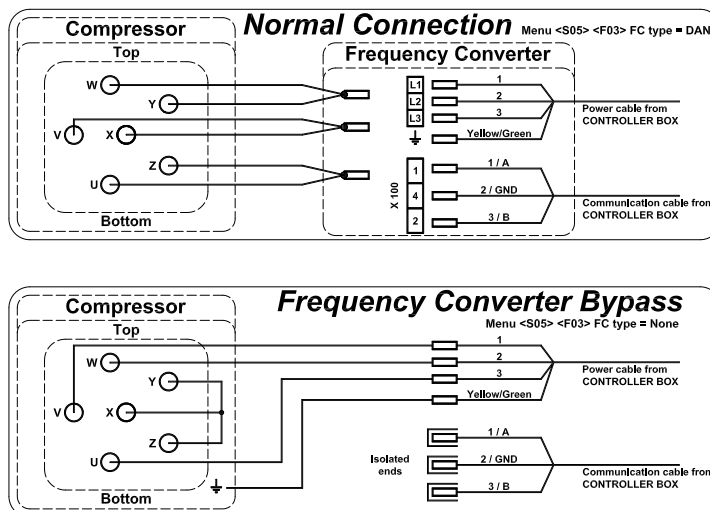 Normal Connection
Menu <S05> <F03> FC type = DAN
Compressor
Top
W
Y
V
X
Z
U
Bottom
Frequency Converter
L1
L2
L3
1
2
3
Yellow/Green
Power cable from
CONTROLLER BOX
X 100
1
4
2
1 / A
2 / GND
3 / B
Communication cable from
CONTROLLER BOX
Frequency Converter Bypass
Menu <S05> <F03> FC type = None
Compressor
Top
W
Y
V
X
Z
U
Bottom
1
2
3
Yellow/Green
Power cable from
CONTROLLER BOX
Isolated
ends
1 / A
2 / GND
3 / B
Communication cable from
CONTROLLER BOX